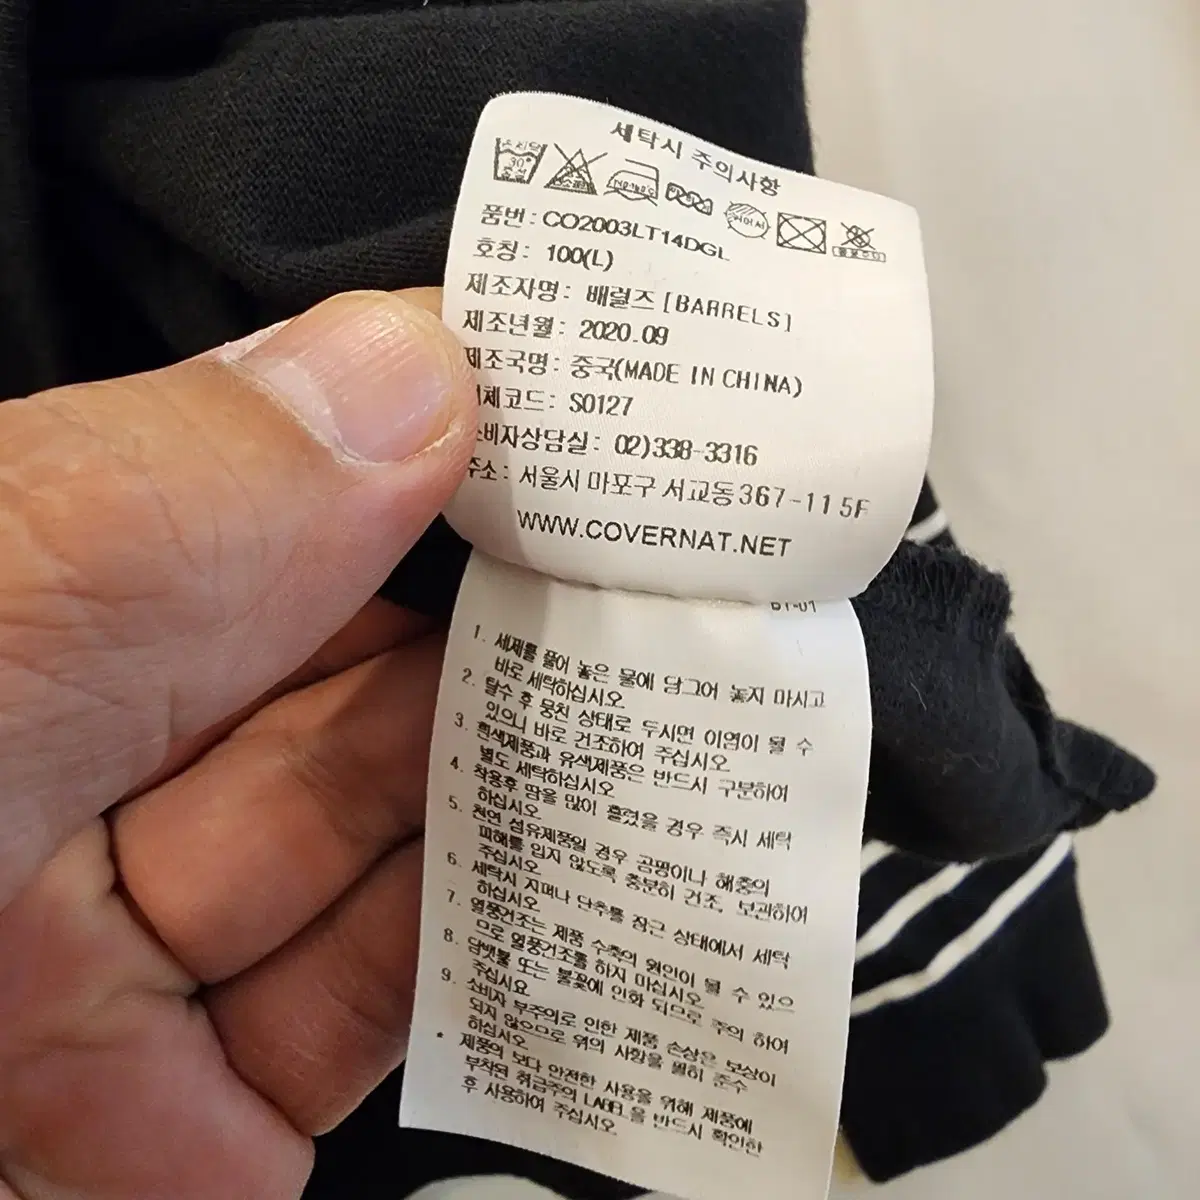 세탁시 주의사항
30°
품번: CO2003LT14DGL
호칭: 100(L)
제조자명: 배럴즈 [BARRELS]
제조년월: 2020.09
제조국명: 중국(MADE IN CHINA)
체코드: S0127
소비자상담실: 02)338-3316
주소: 서울시 마포구 서교동 367-11 5F
WWW.COVERNAT.NET
1. 세제를 풀어 놓은 물에 담그어 놓지 마시고
바로 세탁하십시오
2. 탈수 후 뭉친 상태로 두시면 이염이 될 수
있으니 바로 건조하여 주십시오
3. 흰색제품과 유색제품은 반드시 구분하여
별도 세탁하십시오
4. 착용후 땀을 많이 흘렸을 경우 즉시 세탁
하십시오
5. 천연 섬유제품일 경우 곰팡이나 해충의
피해를 입지 않도록 충분히 건조, 보관하여
주십시오
6. 세탁시 지퍼나 단추를 잠근 상태에서 세탁
하십시오
7. 열풍건조는 제품 수축의 원인이 될 수 있으
므로 열풍건조를 하지 마십시오
8. 담뱃불 또는 불꽃에 인화 되므로 주의 하여
주십시요
9. 소비자 부주의로 인한 제품 손상은 보상이
되지 않으므로 위의 사항을 필히 준수
하십시오
* 제품의 보다 안전한 사용을 위해 제품에
부착된 취급주의 LABEL을 반드시 확인한
후 사용하여 주십시오